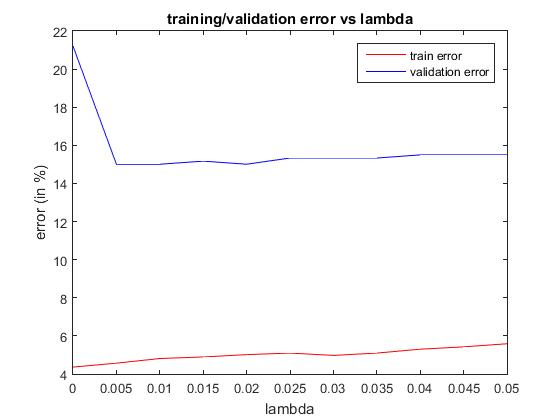 training/validation error vs lambda
train error
validation error
error (in %)
22
20
18
16
14
12
10
8
6
4
0 0.005 0.01 0.015 0.02 0.025 0.03 0.035 0.04 0.045 0.05
lambda